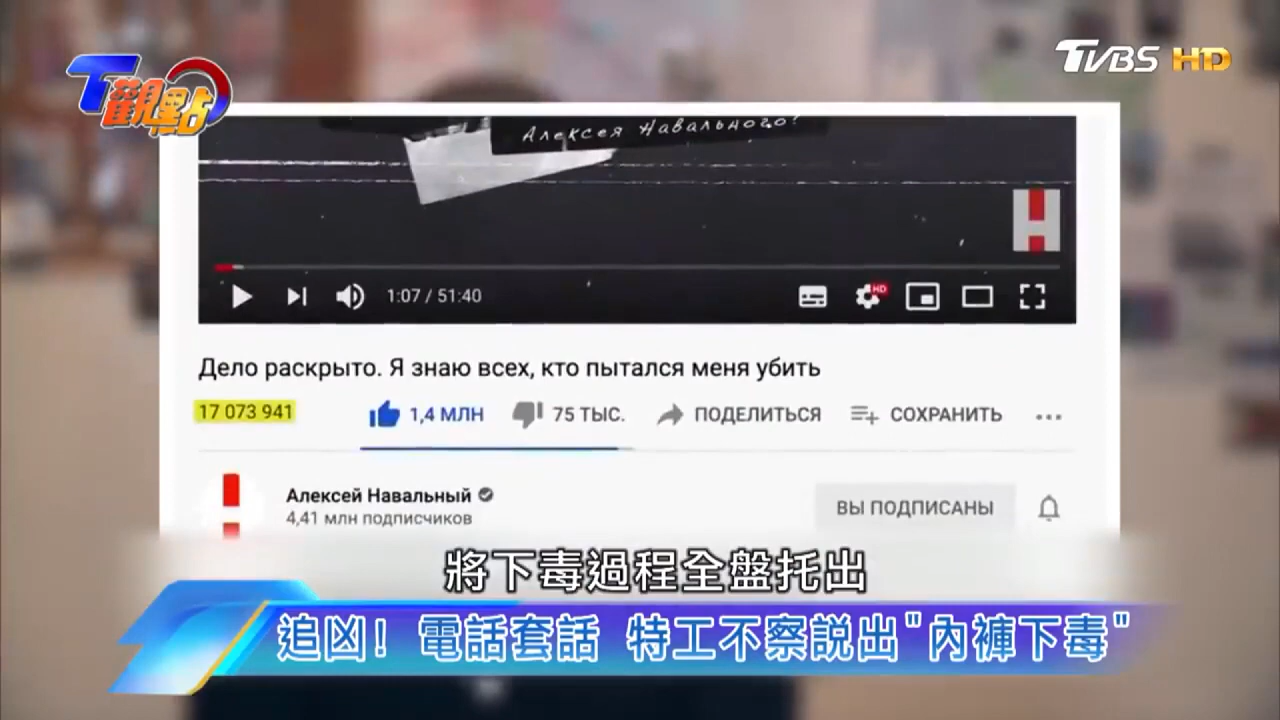 T觀點
TVBS HD
Алексея Навального?
1:07 / 51:40
HD
Дело раскрыто. Я знаю всех, кто пытался меня убить
17 073 941 1,4 МЛН 75 ТЫС. ПОДЕЛИТЬСЯ СОХРАНИТЬ
Алексей Навальный
4,41 млн подписчиков
ВЫ ПОДПИСАНЫ
將下毒過程全盤托出
追凶! 電話套話 特工不察說出"內褲下毒"